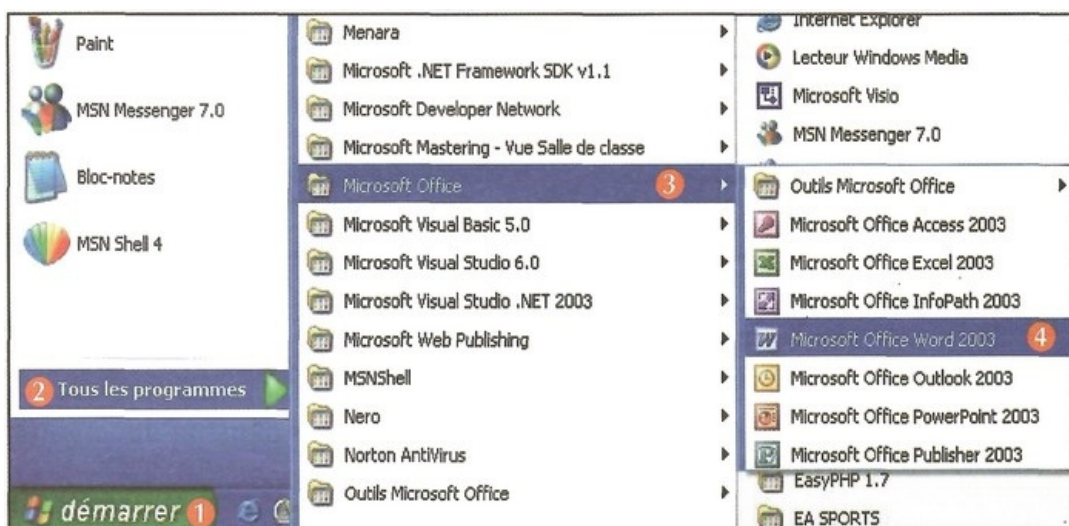 Paint
MSN Messenger 7.0
Bloc-notes
MSN Shell 4
2 Tous les programmes
démarrer 1
Menara
Microsoft .NET Framework SDK v1.1
Microsoft Developer Network
Microsoft Mastering - Vue Salle de classe
Microsoft Office 3
Microsoft Visual Basic 5.0
Microsoft Visual Studio 6.0
Microsoft Visual Studio .NET 2003
Microsoft Web Publishing
MSNShell
Nero
Norton AntiVirus
Outils Microsoft Office
Internet Explorer
Lecteur Windows Media
Microsoft Visio
MSN Messenger 7.0
Outils Microsoft Office
Microsoft Office Access 2003
Microsoft Office Excel 2003
Microsoft Office InfoPath 2003
Microsoft Office Word 2003 4
Microsoft Office Outlook 2003
Microsoft Office PowerPoint 2003
Microsoft Office Publisher 2003
EasyPHP 1.7
EA SPORTS